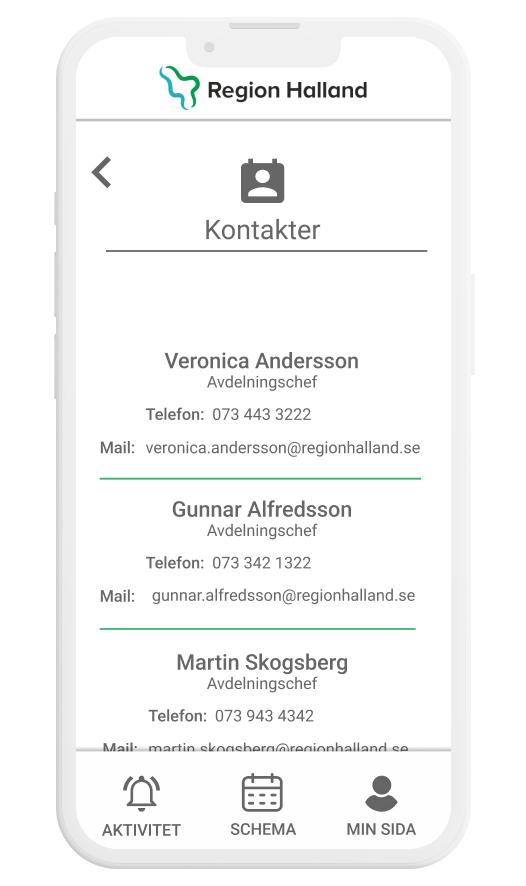 Region Halland
Kontakter
Veronica Andersson
Avdelningschef
Telefon: 073 443 3222
Mail: veronica.andersson@regionhalland.se
Gunnar Alfredsson
Avdelningschef
Telefon: 073 342 1322
Mail: gunnar.alfredsson@regionhalland.se
Martin Skogsberg
Avdelningschef
Telefon: 073 943 4342
Mail: martin.skogsberg@regionhalland.se
AKTIVITET SCHEMA MIN SIDA